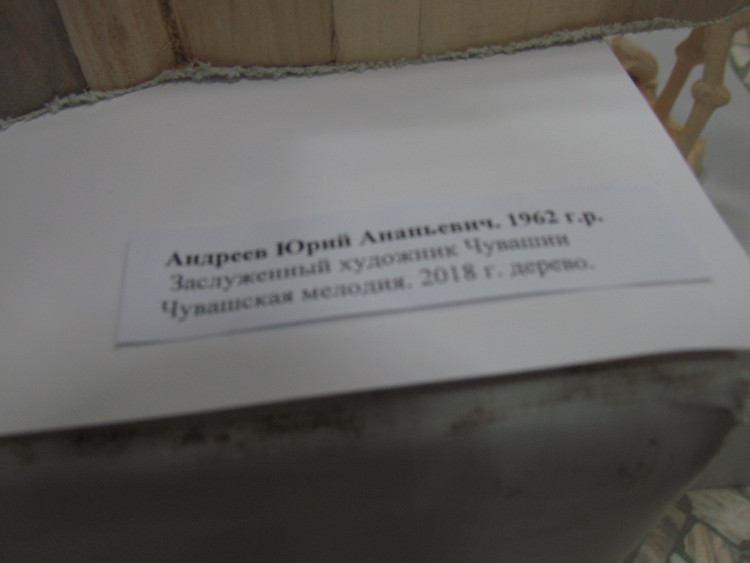 Андреев Юрий Ананьевич. 1962 г.р.
Заслуженный художник Чувашии
Чувашская мелодия. 2018 г. дерево.